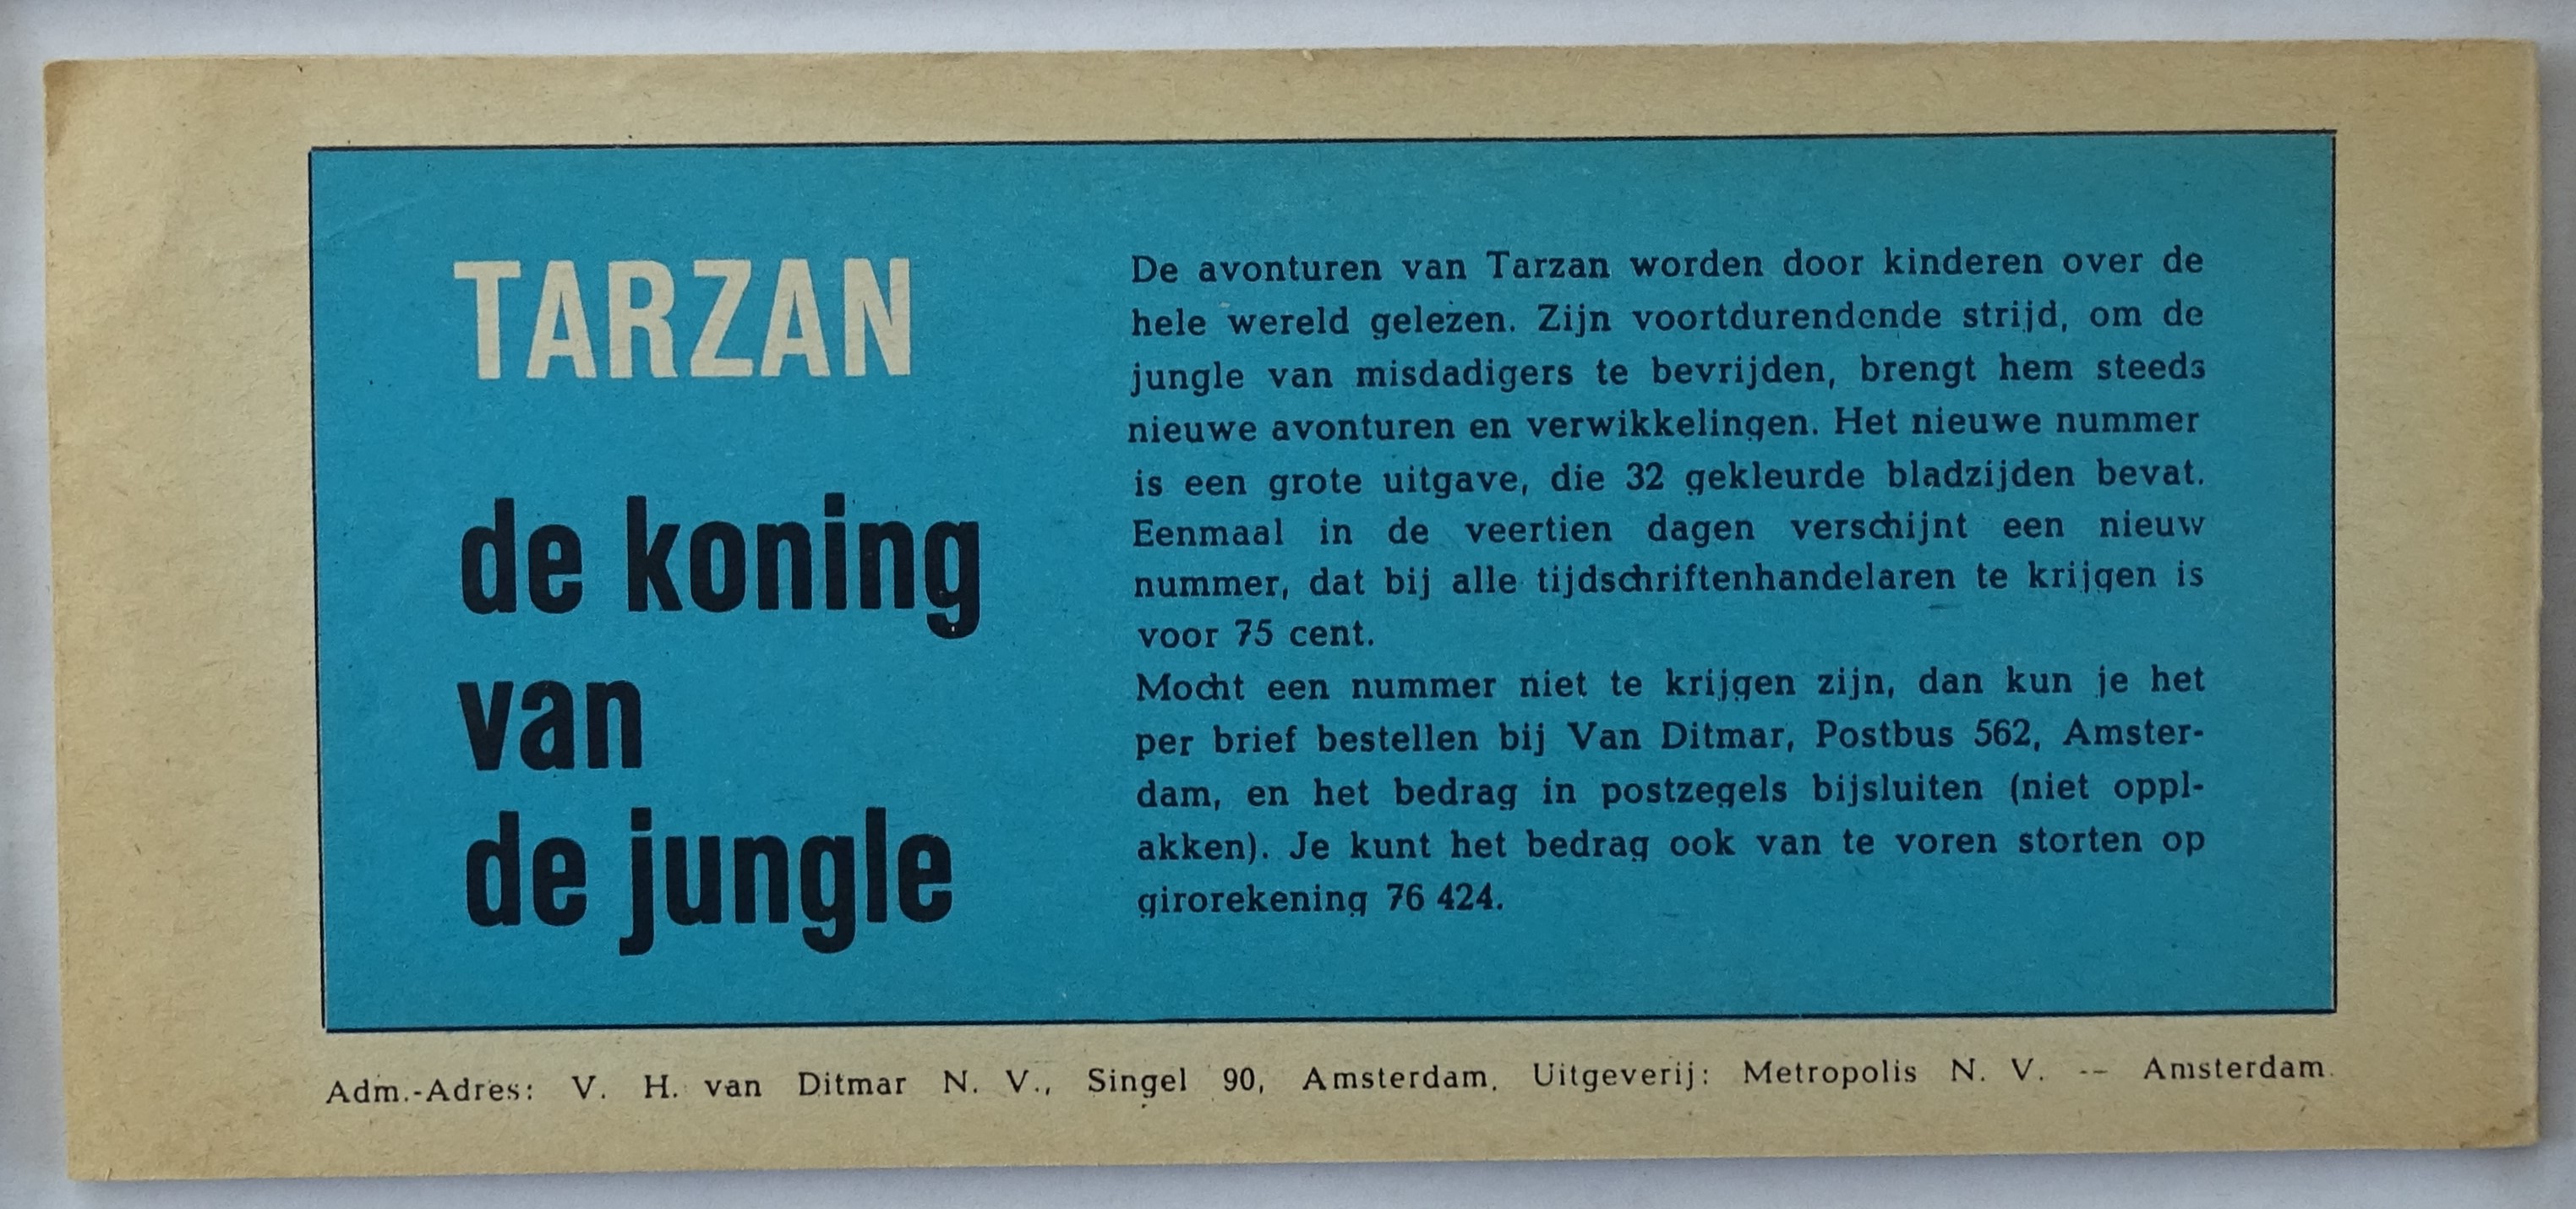 TARZAN
de koning
van
de jungle
De avonturen van Tarzan worden door kinderen over de
hele wereld gelezen. Zijn voortdurendende strijd, om de
jungle van misdadigers te bevrijden, brengt hem steeds
nieuwe avonturen en verwikkelingen. Het nieuwe nummer
is een grote uitgave, die 32 gekleurde bladzijden bevat.
Eenmaal in de veertien dagen verschijnt een nieuw
nummer, dat bij alle tijdschriftenhandelaren te krijgen is
voor 75 cent.
Mocht een nummer niet te krijgen zijn, dan kun je het
per brief bestellen bij Van Ditmar, Postbus 562, Amster-
dam, en het bedrag in postzegels bijsluiten (niet oppl-
akken). Je kunt het bedrag ook van te voren storten op
girorekening 76 424.
Adm.-Adres: V. H. van Ditmar N. V., Singel 90, Amsterdam. Uitgeverij: Metropolis N. V. -- Amsterdam.